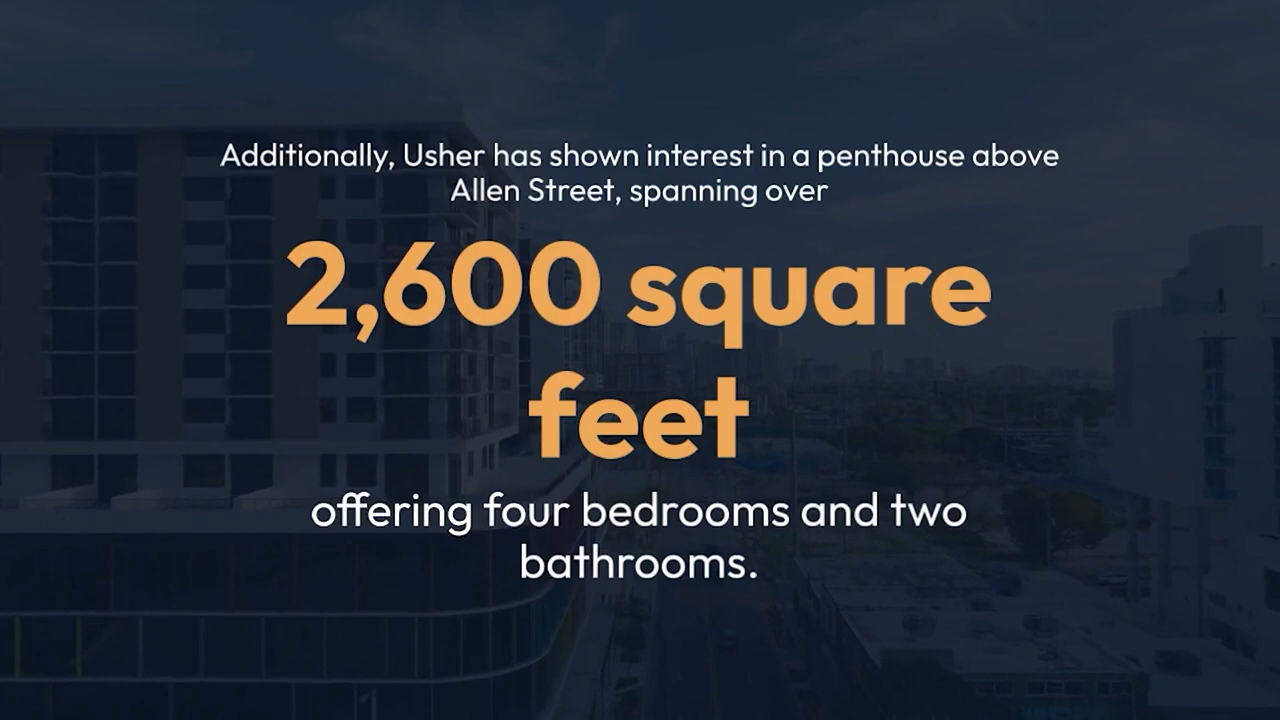 Additionally, Usher has shown interest in a penthouse above
Allen Street, spanning over
2,600 square
feet
offering four bedrooms and two
bathrooms.